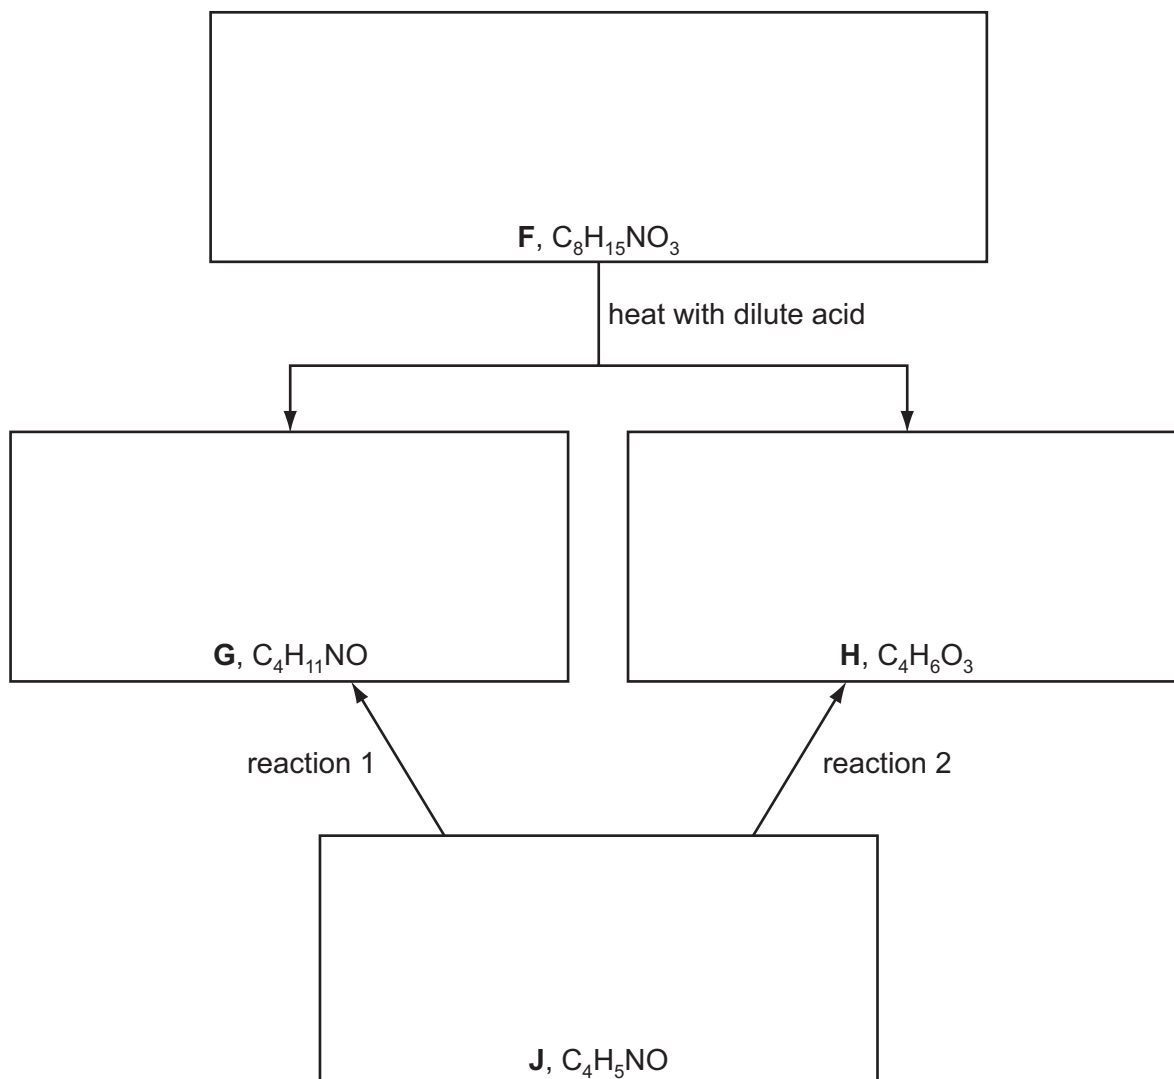 F, C₈H₁₅NO₃
heat with dilute acid
G, C₄H₁₁NO
H, C₄H₆O₃
reaction 1
reaction 2
J, C₄H₅NO